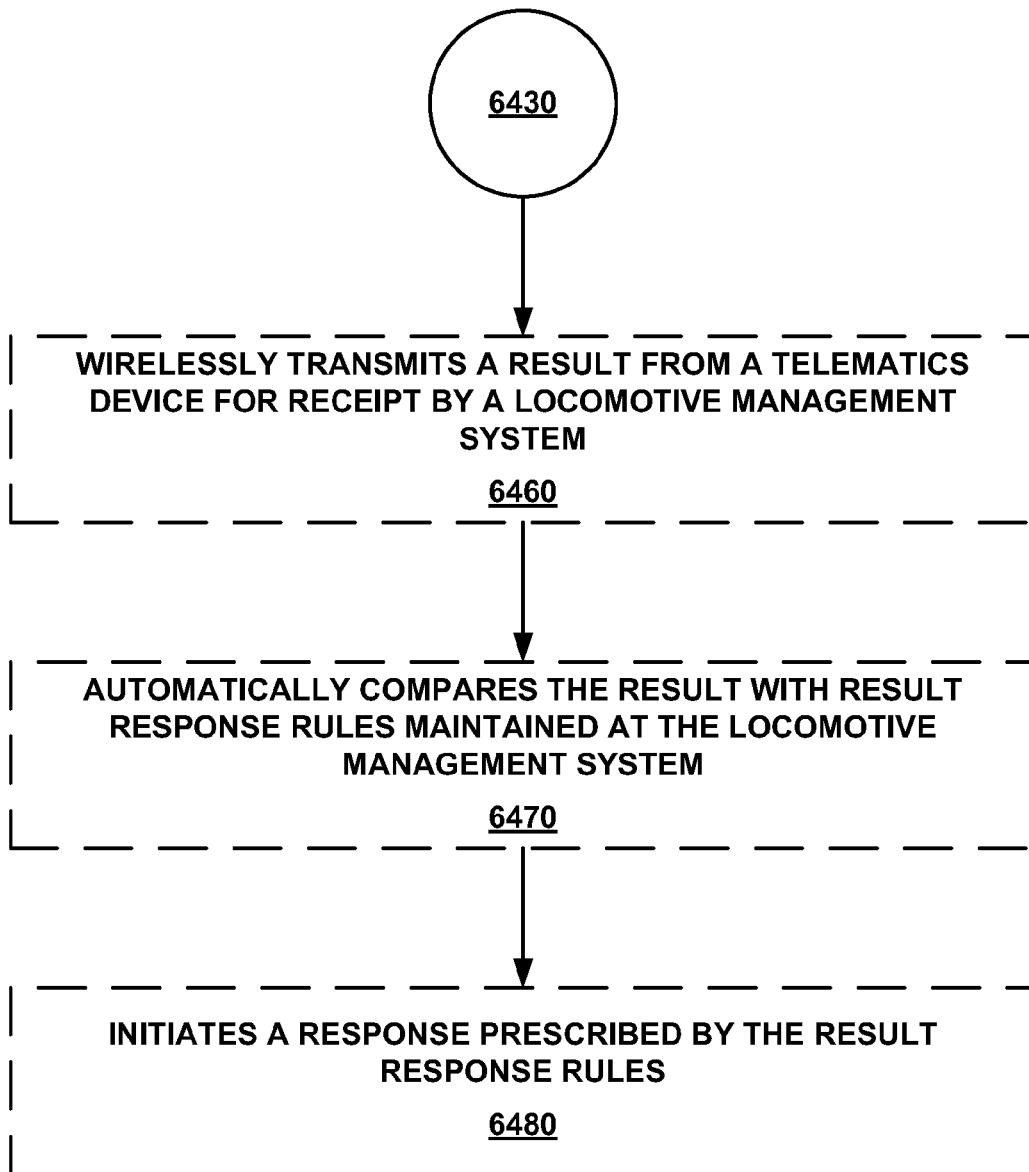 6430
WIRELESSLY TRANSMITS A RESULT FROM A TELEMATICS
DEVICE FOR RECEIPT BY A LOCOMOTIVE MANAGEMENT
SYSTEM
6460
AUTOMATICALLY COMPARES THE RESULT WITH RESULT
RESPONSE RULES MAINTAINED AT THE LOCOMOTIVE
MANAGEMENT SYSTEM
6470
INITIATES A RESPONSE PRESCRIBED BY THE RESULT
RESPONSE RULES
6480